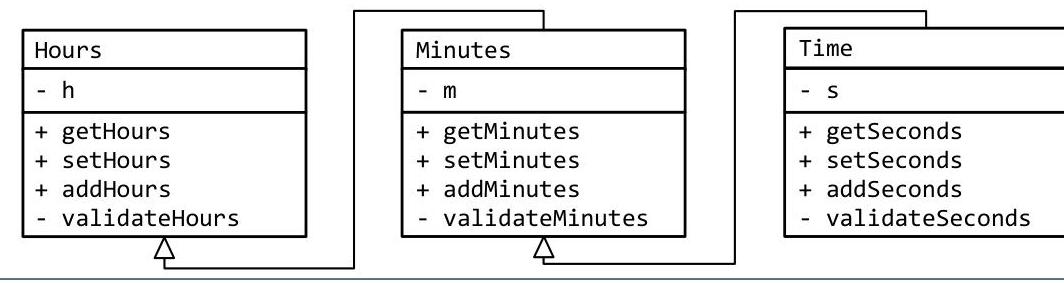 Hours
- h
+ getHours
+ setHours
+ addHours
- validateHours
Minutes
- m
+ getMinutes
+ setMinutes
+ addMinutes
- validateMinutes
Time
- s
+ getSeconds
+ setSeconds
+ addSeconds
- validateSeconds